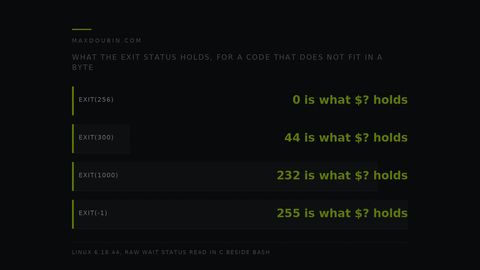 MAXDOURIN.COM
WHAT THE EXIT STATUS HOLDS, FOR A CODE THAT DOES NOT FIT IN A
BYTE
EXIT(256)
0 is what $? holds
EXIT(300)
44 is what $? holds
EXIT(1000)
232 is what $? holds
EXIT(-1)
255 is what $? holds
LINUX 6.18.44, RAW WAIT STATUS READ IN C BESIDE BASH